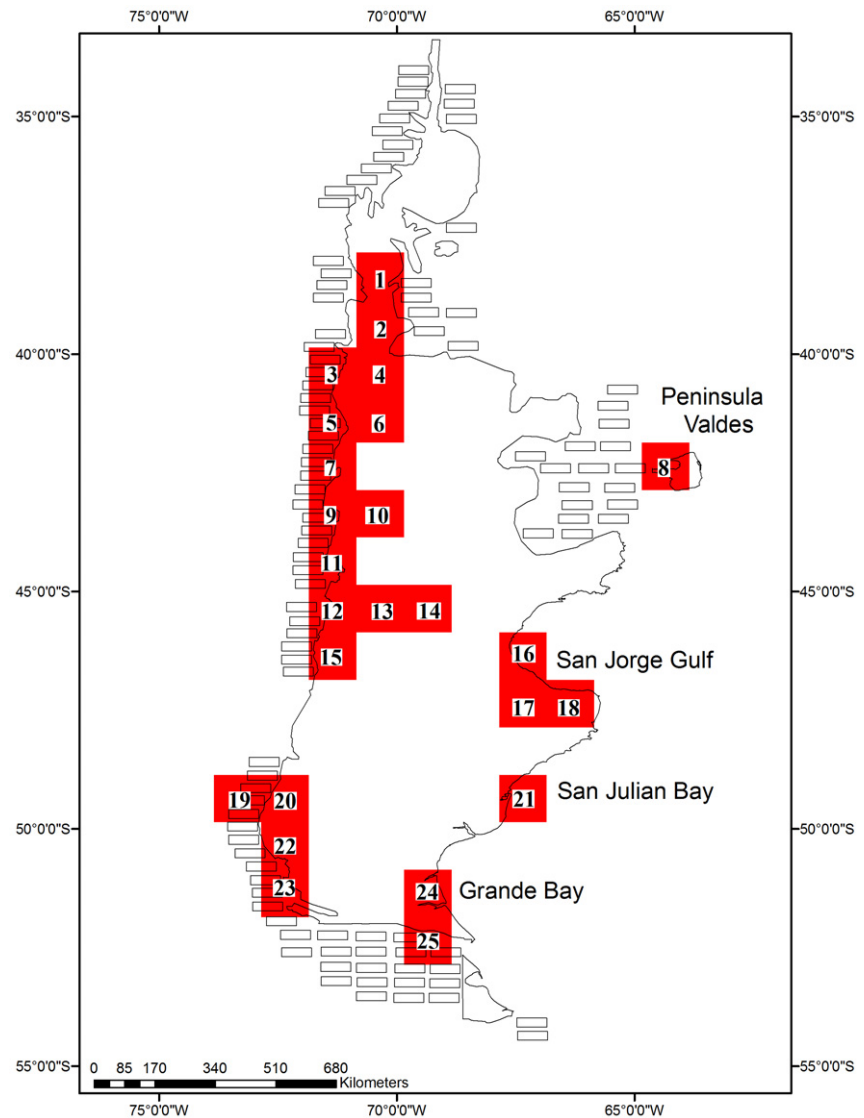 75°0'0"W 70°0'0"W 65°0'0"W
35°0'0"S 35°0'0"S
1
2
40°0'0"S 40°0'0"S
3 4
Peninsula
Valdes
5 6
7 8
9 10
11
45°0'0"S 45°0'0"S
12 13 14
15 16 San Jorge Gulf
17 18
19 20 21 San Julian Bay
50°0'0"S 50°0'0"S
22
23 24 Grande Bay
25
55°0'0"S 55°0'0"S
0 85 170 340 510 680
Kilometers
75°0'0"W 70°0'0"W 65°0'0"W